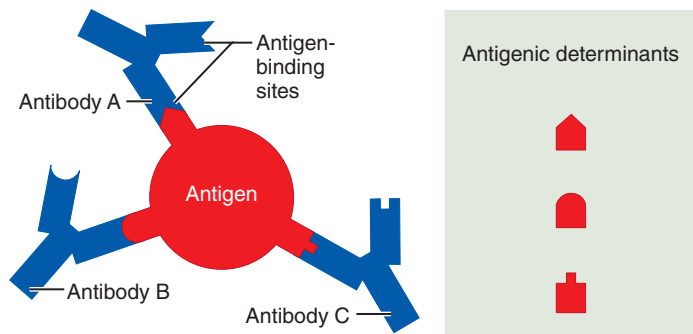 Antigen-
binding
sites
Antibody A
Antigen
Antibody B
Antibody C
Antigenic determinants